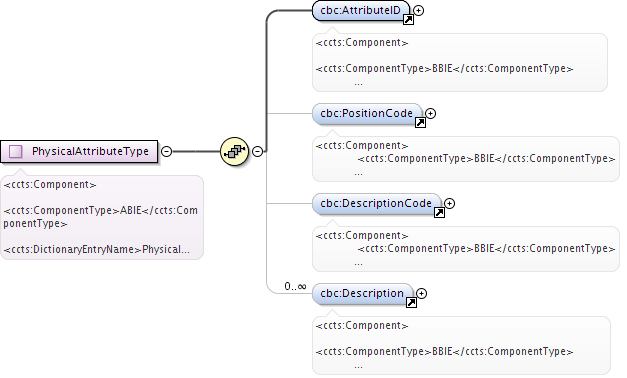 cbc:AttributeID
<ccts:Component>
<ccts:ComponentType>BBIE</ccts:ComponentType>
...
cbc:PositionCode
<ccts:Component>
<ccts:ComponentType>BBIE</ccts:ComponentType>
...
PhysicalAttributeType
<ccts:Component>
<ccts:ComponentType>ABIE</ccts:Com
ponentType>
<ccts:DictionaryEntryName>Physical...
cbc:DescriptionCode
<ccts:Component>
<ccts:ComponentType>BBIE</ccts:ComponentType>
...
0..∞
cbc:Description
<ccts:Component>
<ccts:ComponentType>BBIE</ccts:ComponentType>
...